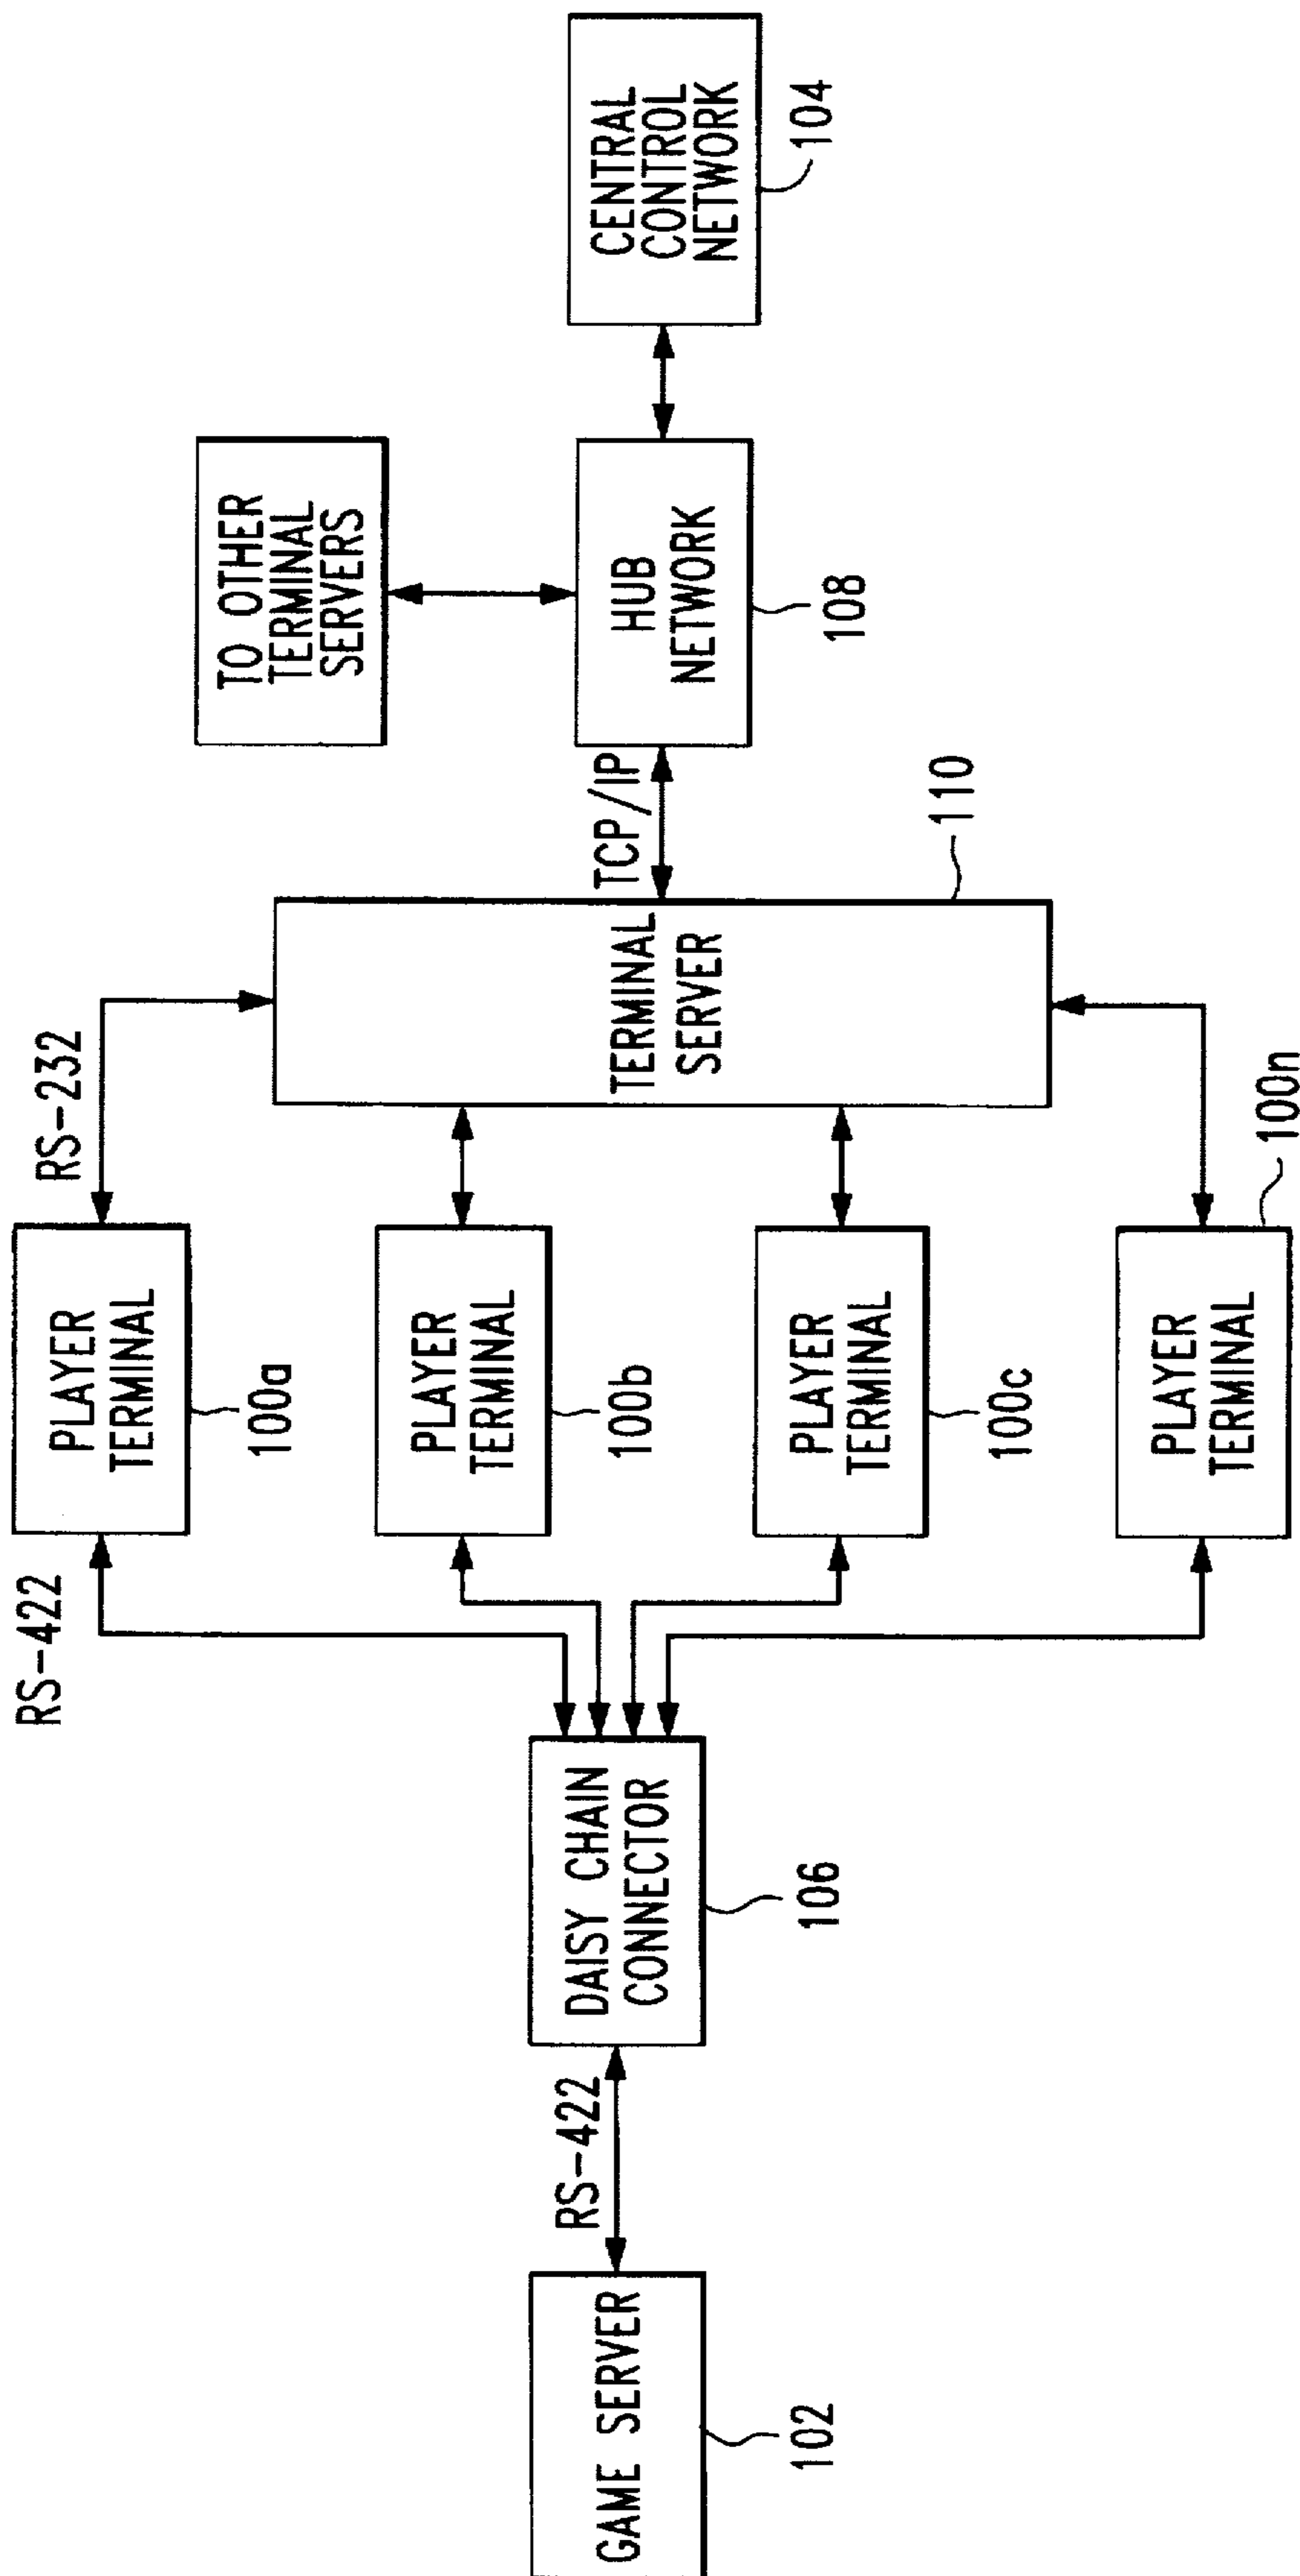 GAME SERVER
102
RS-422
DAISY CHAIN
CONNECTOR
106
RS-422
PLAYER
TERMINAL
100a
PLAYER
TERMINAL
100b
PLAYER
TERMINAL
100c
PLAYER
TERMINAL
100n
RS-232
TERMINAL
SERVER
110
TCP/IP
TO OTHER
TERMINAL
SERVERS
HUB
NETWORK
108
CENTRAL
CONTROL
NETWORK
104